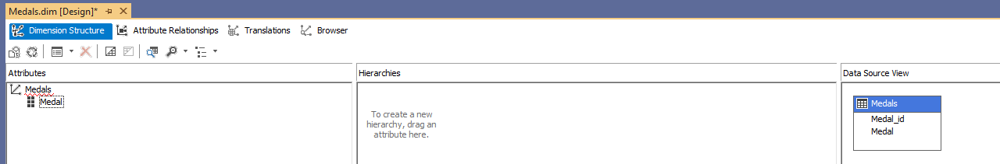 Medals.dim [Design]*
Dimension Structure Attribute Relationships Translations Browser
Attributes Hierarchies Data Source View
Medals
Medal
To create a new
hierarchy, drag an
attribute here.
Medals
Medal_id
Medal